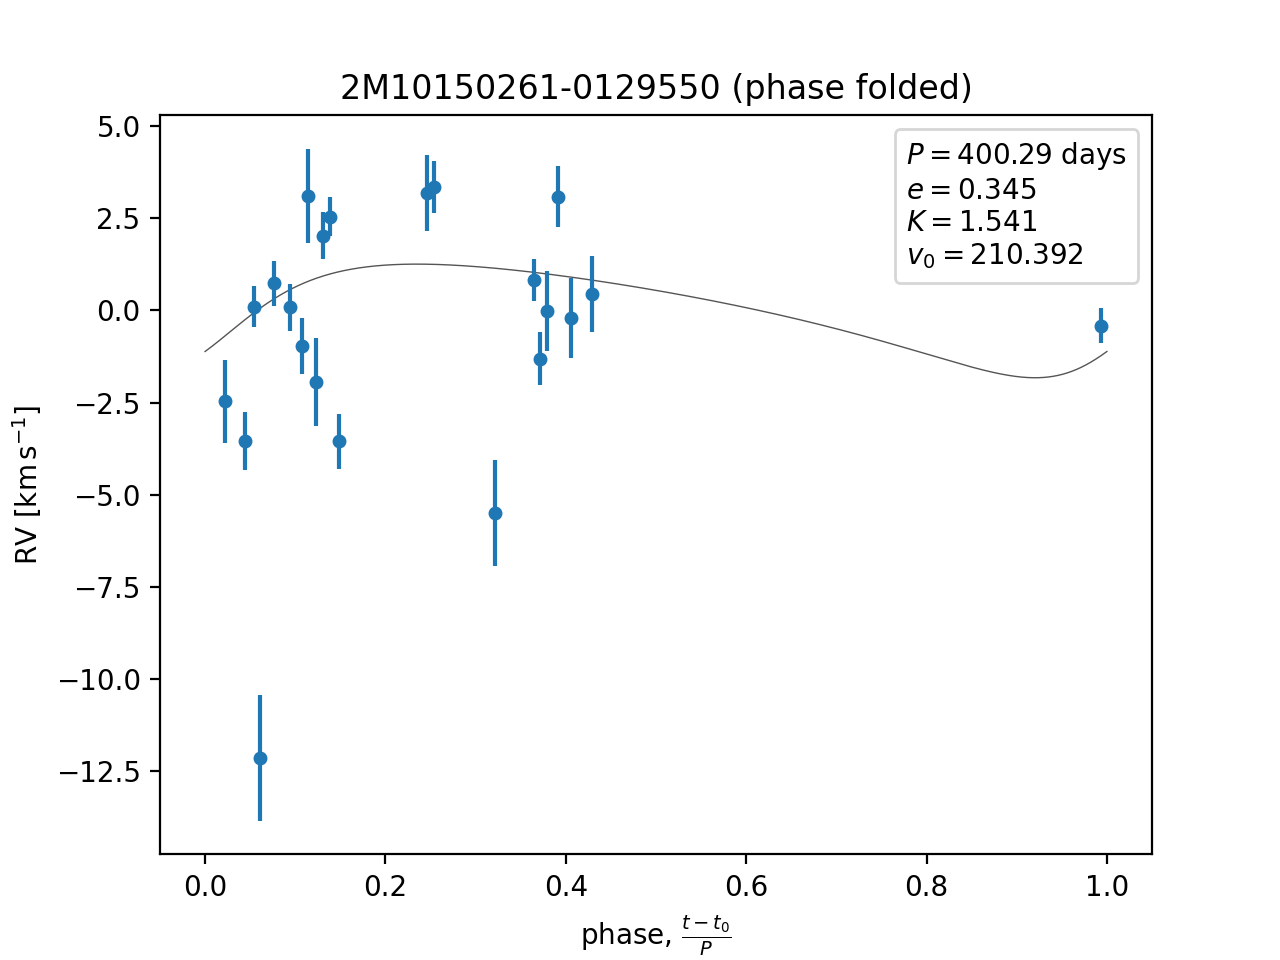 2M10150261-0129550 (phase folded)
P = 400.29 days
e = 0.345
K = 1.541
v₀ = 210.392
5.0
2.5
0.0
−2.5
−5.0
−7.5
−10.0
−12.5
RV [km s⁻¹]
0.0 0.2 0.4 0.6 0.8 1.0
phase, (t − t₀)/P